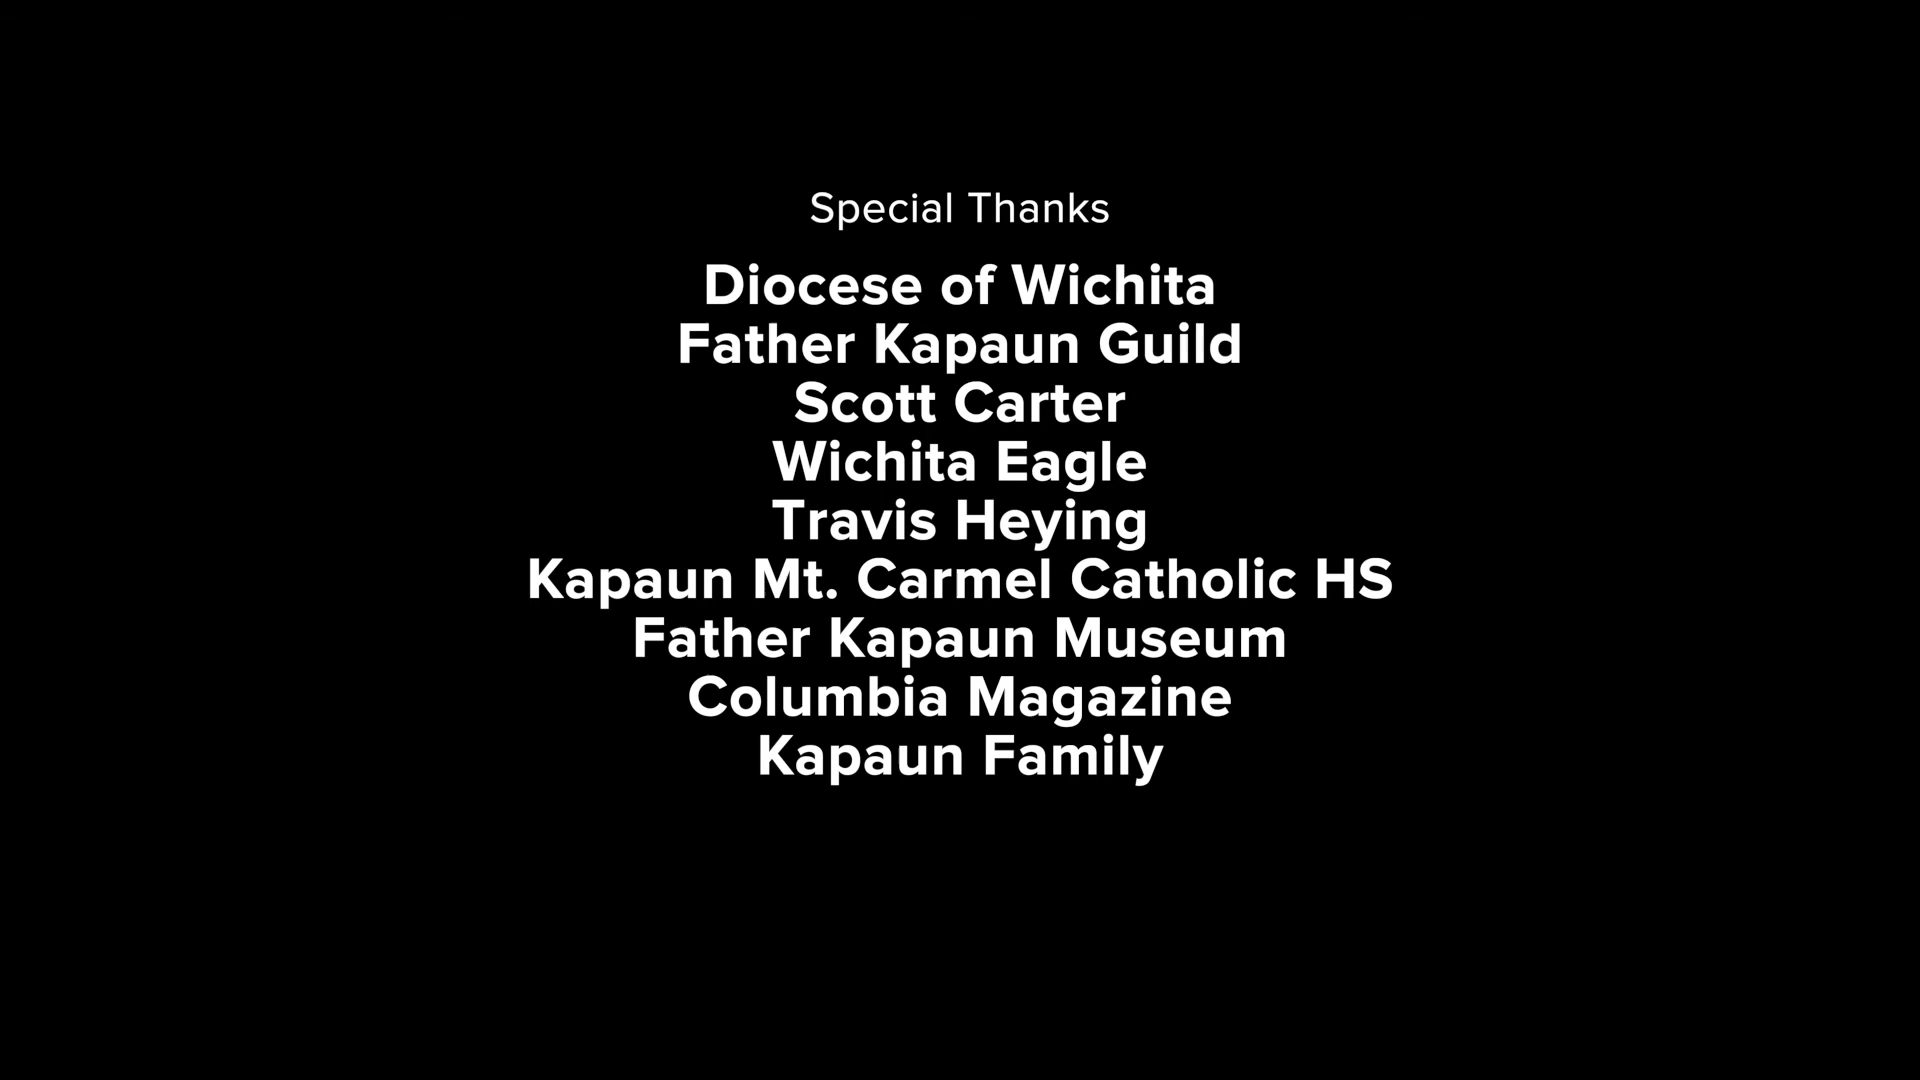 Special Thanks
Diocese of Wichita
Father Kapaun Guild
Scott Carter
Wichita Eagle
Travis Heying
Kapaun Mt. Carmel Catholic HS
Father Kapaun Museum
Columbia Magazine
Kapaun Family